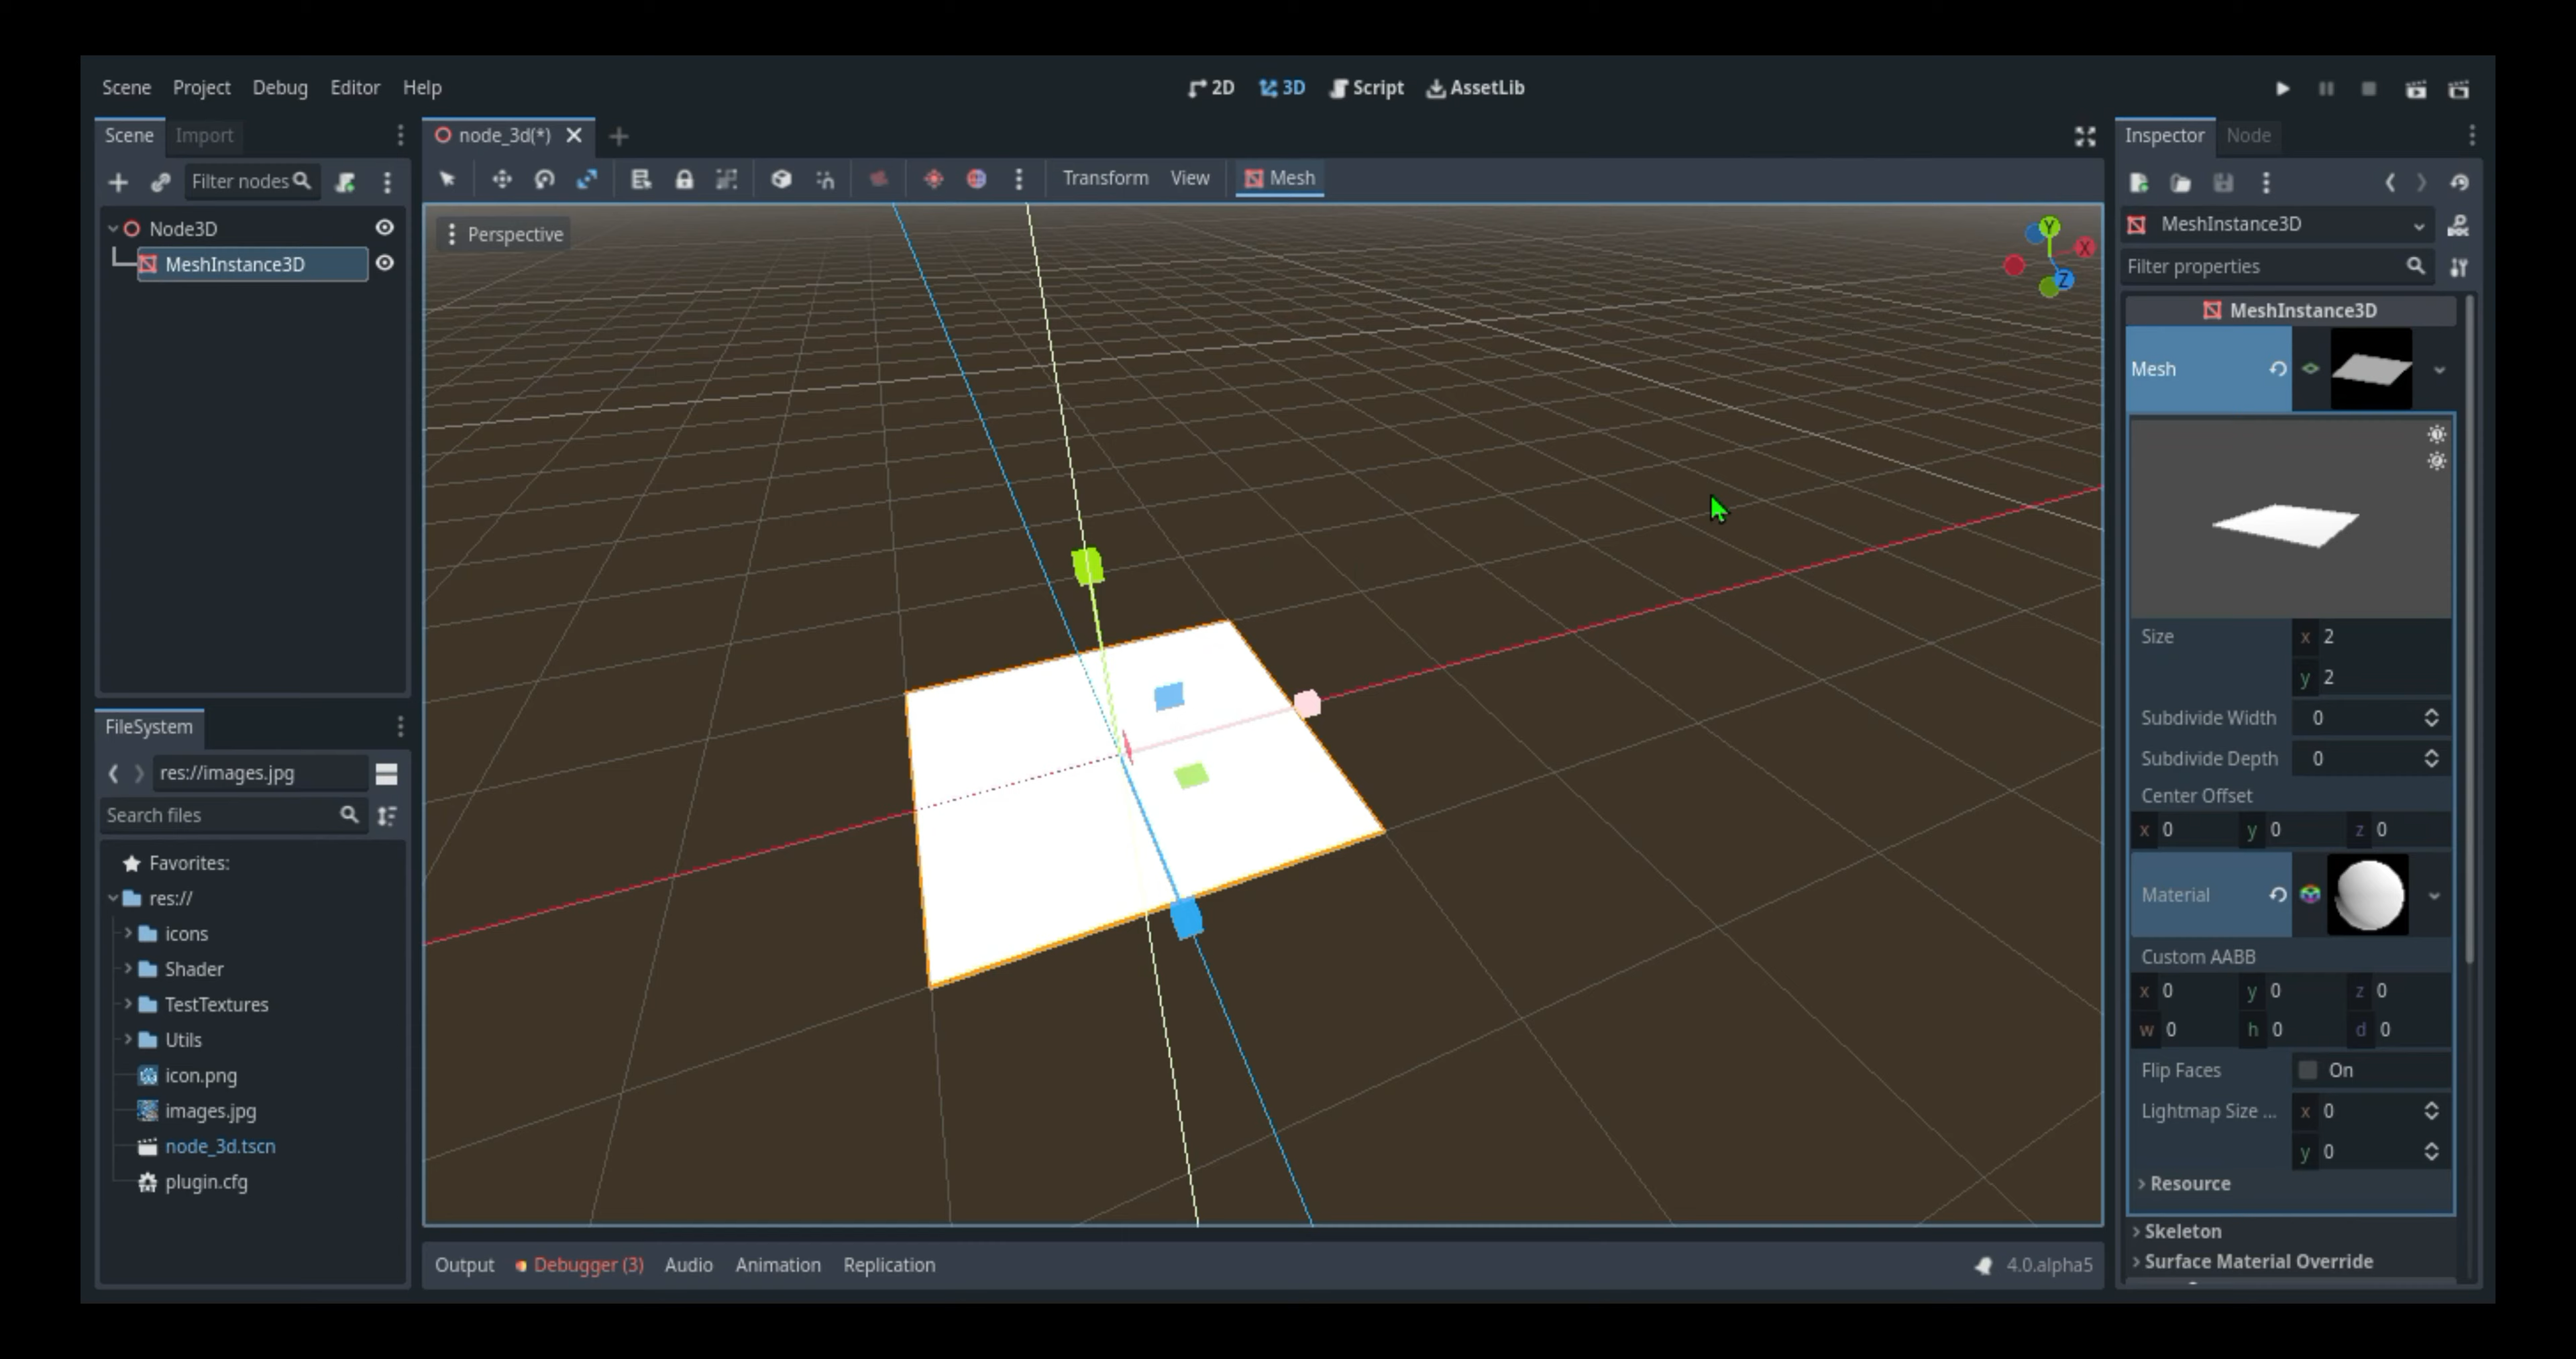 Scene Project Debug Editor Help
2D 3D Script AssetLib
Scene Import
Filter nodes
Node3D
MeshInstance3D
FileSystem
res://images.jpg
Search files
Favorites:
res://
icons
Shader
TestTextures
Utils
icon.png
images.jpg
node_3d.tscn
plugin.cfg
node_3d(*)
Transform View Mesh
Perspective
Y
X
Z
Output Debugger (3) Audio Animation Replication 4.0.alpha5
Inspector Node
MeshInstance3D
Filter properties
MeshInstance3D
Mesh
Size x 2
y 2
Subdivide Width 0
Subdivide Depth 0
Center Offset
x 0 y 0 z 0
Material
Custom AABB
x 0 y 0 z 0
w 0 h 0 d 0
Flip Faces On
Lightmap Size ... x 0
y 0
Resource
Skeleton
Surface Material Override